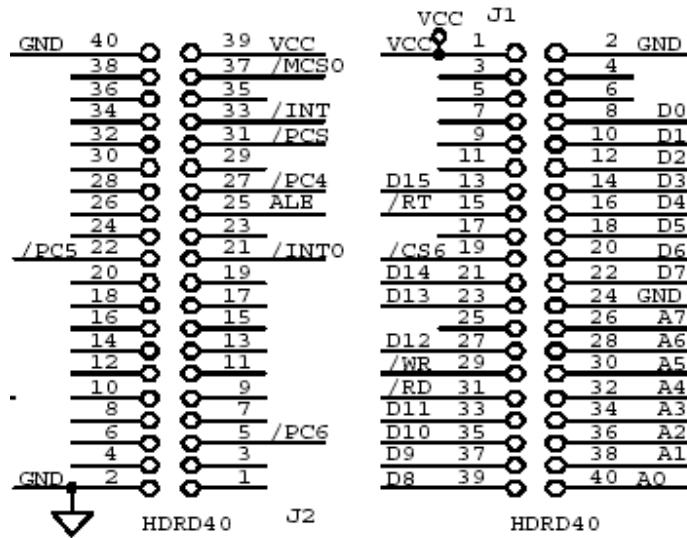 VCC J1
GND 40 39 VCC VCC 1 2 GND
38 37 /MCS0 3 4
36 35 5 6
34 33 /INT 7 8 D0
32 31 /PCS 9 10 D1
30 29 11 12 D2
28 27 /PC4 D15 13 14 D3
26 25 ALE /RT 15 16 D4
24 23 17 18 D5
/PC5 22 21 /INT0 /CS6 19 20 D6
20 19 D14 21 22 D7
18 17 D13 23 24 GND
16 15 25 26 A7
14 13 D12 27 28 A6
12 11 /WR 29 30 A5
10 9 /RD 31 32 A4
8 7 D11 33 34 A3
6 5 /PC6 D10 35 36 A2
4 3 D9 37 38 A1
GND 2 1 D8 39 40 A0
HDRD40 J2 HDRD40